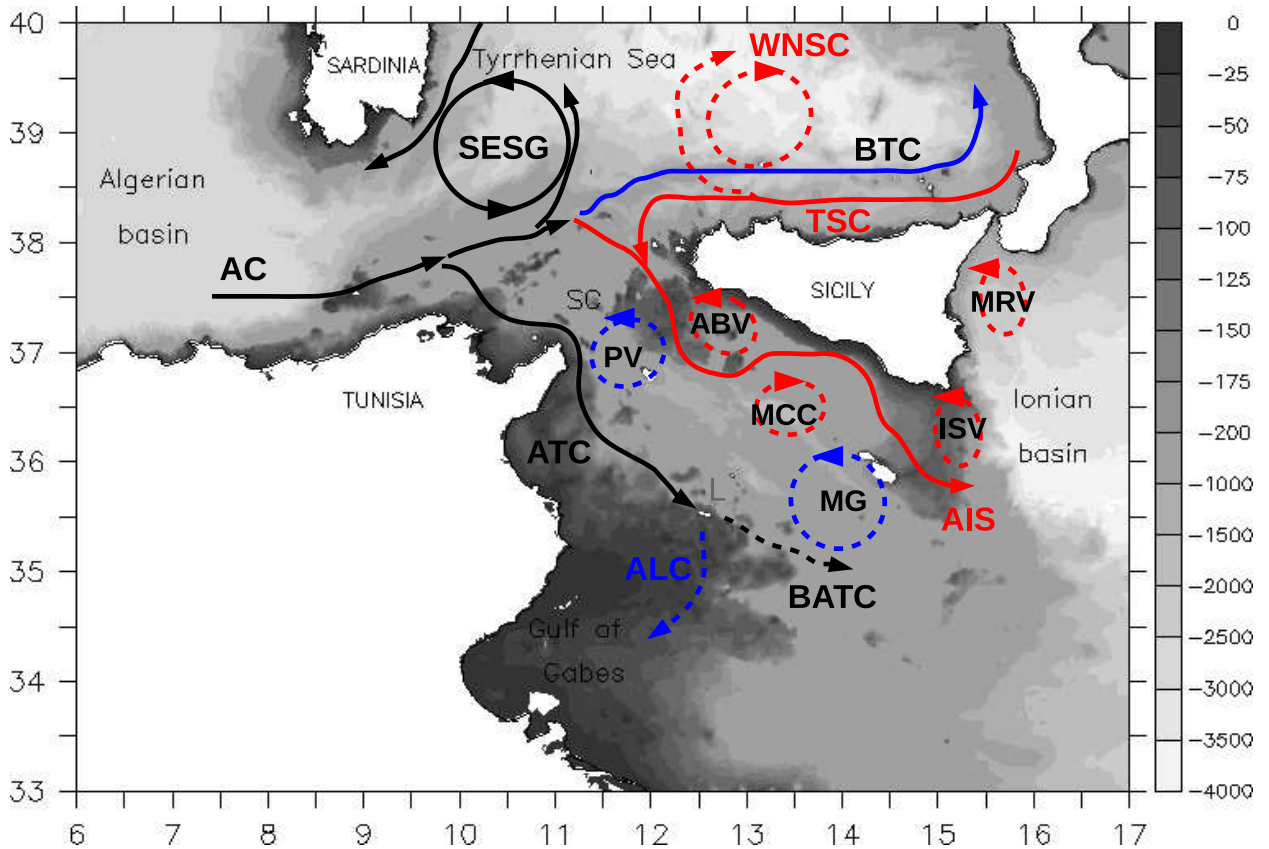 40
39
38
37
36
35
34
33
6
7
8
9
10
11
12
13
14
15
16
17
SARDINIA
Tyrrhenian Sea
WNSC
SESG
BTC
Algerian
basin
TSC
AC
SC
SICILY
MRV
ABV
PV
TUNISIA
MCC
ISV
Ionian
basin
ATC
L
MG
AIS
ALC
BATC
Gulf of
Gabes
0
-25
-50
-75
-100
-115
-150
-175
-200
-1000
-1500
-2000
-2500
-3000
-3500
-4000